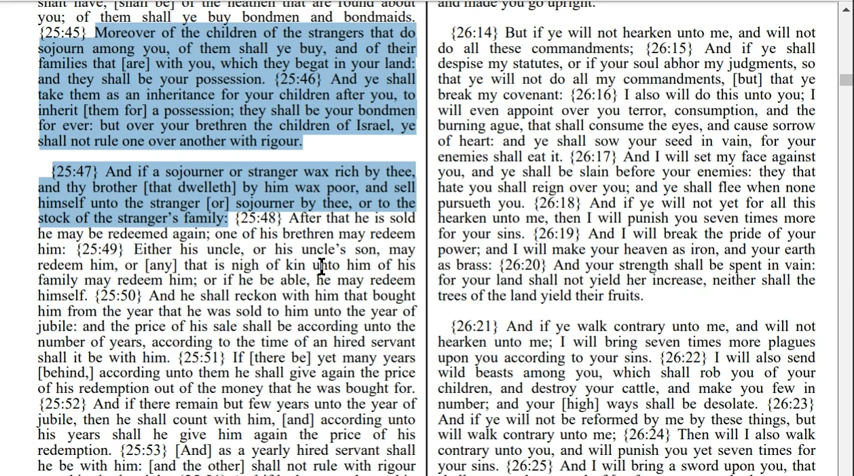 shall have, [shall be] of the heathen that are round about
you; of them shall ye buy bondmen and bondmaids.
{25:45} Moreover of the children of the strangers that do
sojourn among you, of them shall ye buy, and of their
families that [are] with you, which they begat in your land:
and they shall be your possession. {25:46} And ye shall
take them as an inheritance for your children after you, to
inherit [them for] a possession; they shall be your bondmen
for ever: but over your brethren the children of Israel, ye
shall not rule one over another with rigour.
{25:47} And if a sojourner or stranger wax rich by thee,
and thy brother [that dwelleth] by him wax poor, and sell
himself unto the stranger [or] sojourner by thee, or to the
stock of the stranger's family: {25:48} After that he is sold
he may be redeemed again; one of his brethren may redeem
him: {25:49} Either his uncle, or his uncle's son, may
redeem him, or [any] that is nigh of kin unto him of his
family may redeem him; or if he be able, he may redeem
himself. {25:50} And he shall reckon with him that bought
him from the year that he was sold to him unto the year of
jubile: and the price of his sale shall be according unto the
number of years, according to the time of an hired servant
shall it be with him. {25:51} If [there be] yet many years
[behind,] according unto them he shall give again the price
of his redemption out of the money that he was bought for.
{25:52} And if there remain but few years unto the year of
jubile, then he shall count with him, [and] according unto
his years shall he give him again the price of his
redemption. {25:53} [And] as a yearly hired servant shall
he be with him: [and the other] shall not rule with rigour
and made you go upright.
{26:14} But if ye will not hearken unto me, and will not
do all these commandments; {26:15} And if ye shall
despise my statutes, or if your soul abhor my judgments, so
that ye will not do all my commandments, [but] that ye
break my covenant: {26:16} I also will do this unto you; I
will even appoint over you terror, consumption, and the
burning ague, that shall consume the eyes, and cause sorrow
of heart: and ye shall sow your seed in vain, for your
enemies shall eat it. {26:17} And I will set my face against
you, and ye shall be slain before your enemies: they that
hate you shall reign over you; and ye shall flee when none
pursueth you. {26:18} And if ye will not yet for all this
hearken unto me, then I will punish you seven times more
for your sins. {26:19} And I will break the pride of your
power; and I will make your heaven as iron, and your earth
as brass: {26:20} And your strength shall be spent in vain:
for your land shall not yield her increase, neither shall the
trees of the land yield their fruits.
{26:21} And if ye walk contrary unto me, and will not
hearken unto me; I will bring seven times more plagues
upon you according to your sins. {26:22} I will also send
wild beasts among you, which shall rob you of your
children, and destroy your cattle, and make you few in
number; and your [high] ways shall be desolate. {26:23}
And if ye will not be reformed by me by these things, but
will walk contrary unto me; {26:24} Then will I also walk
contrary unto you, and will punish you yet seven times for
your sins. {26:25} And I will bring a sword upon you, that